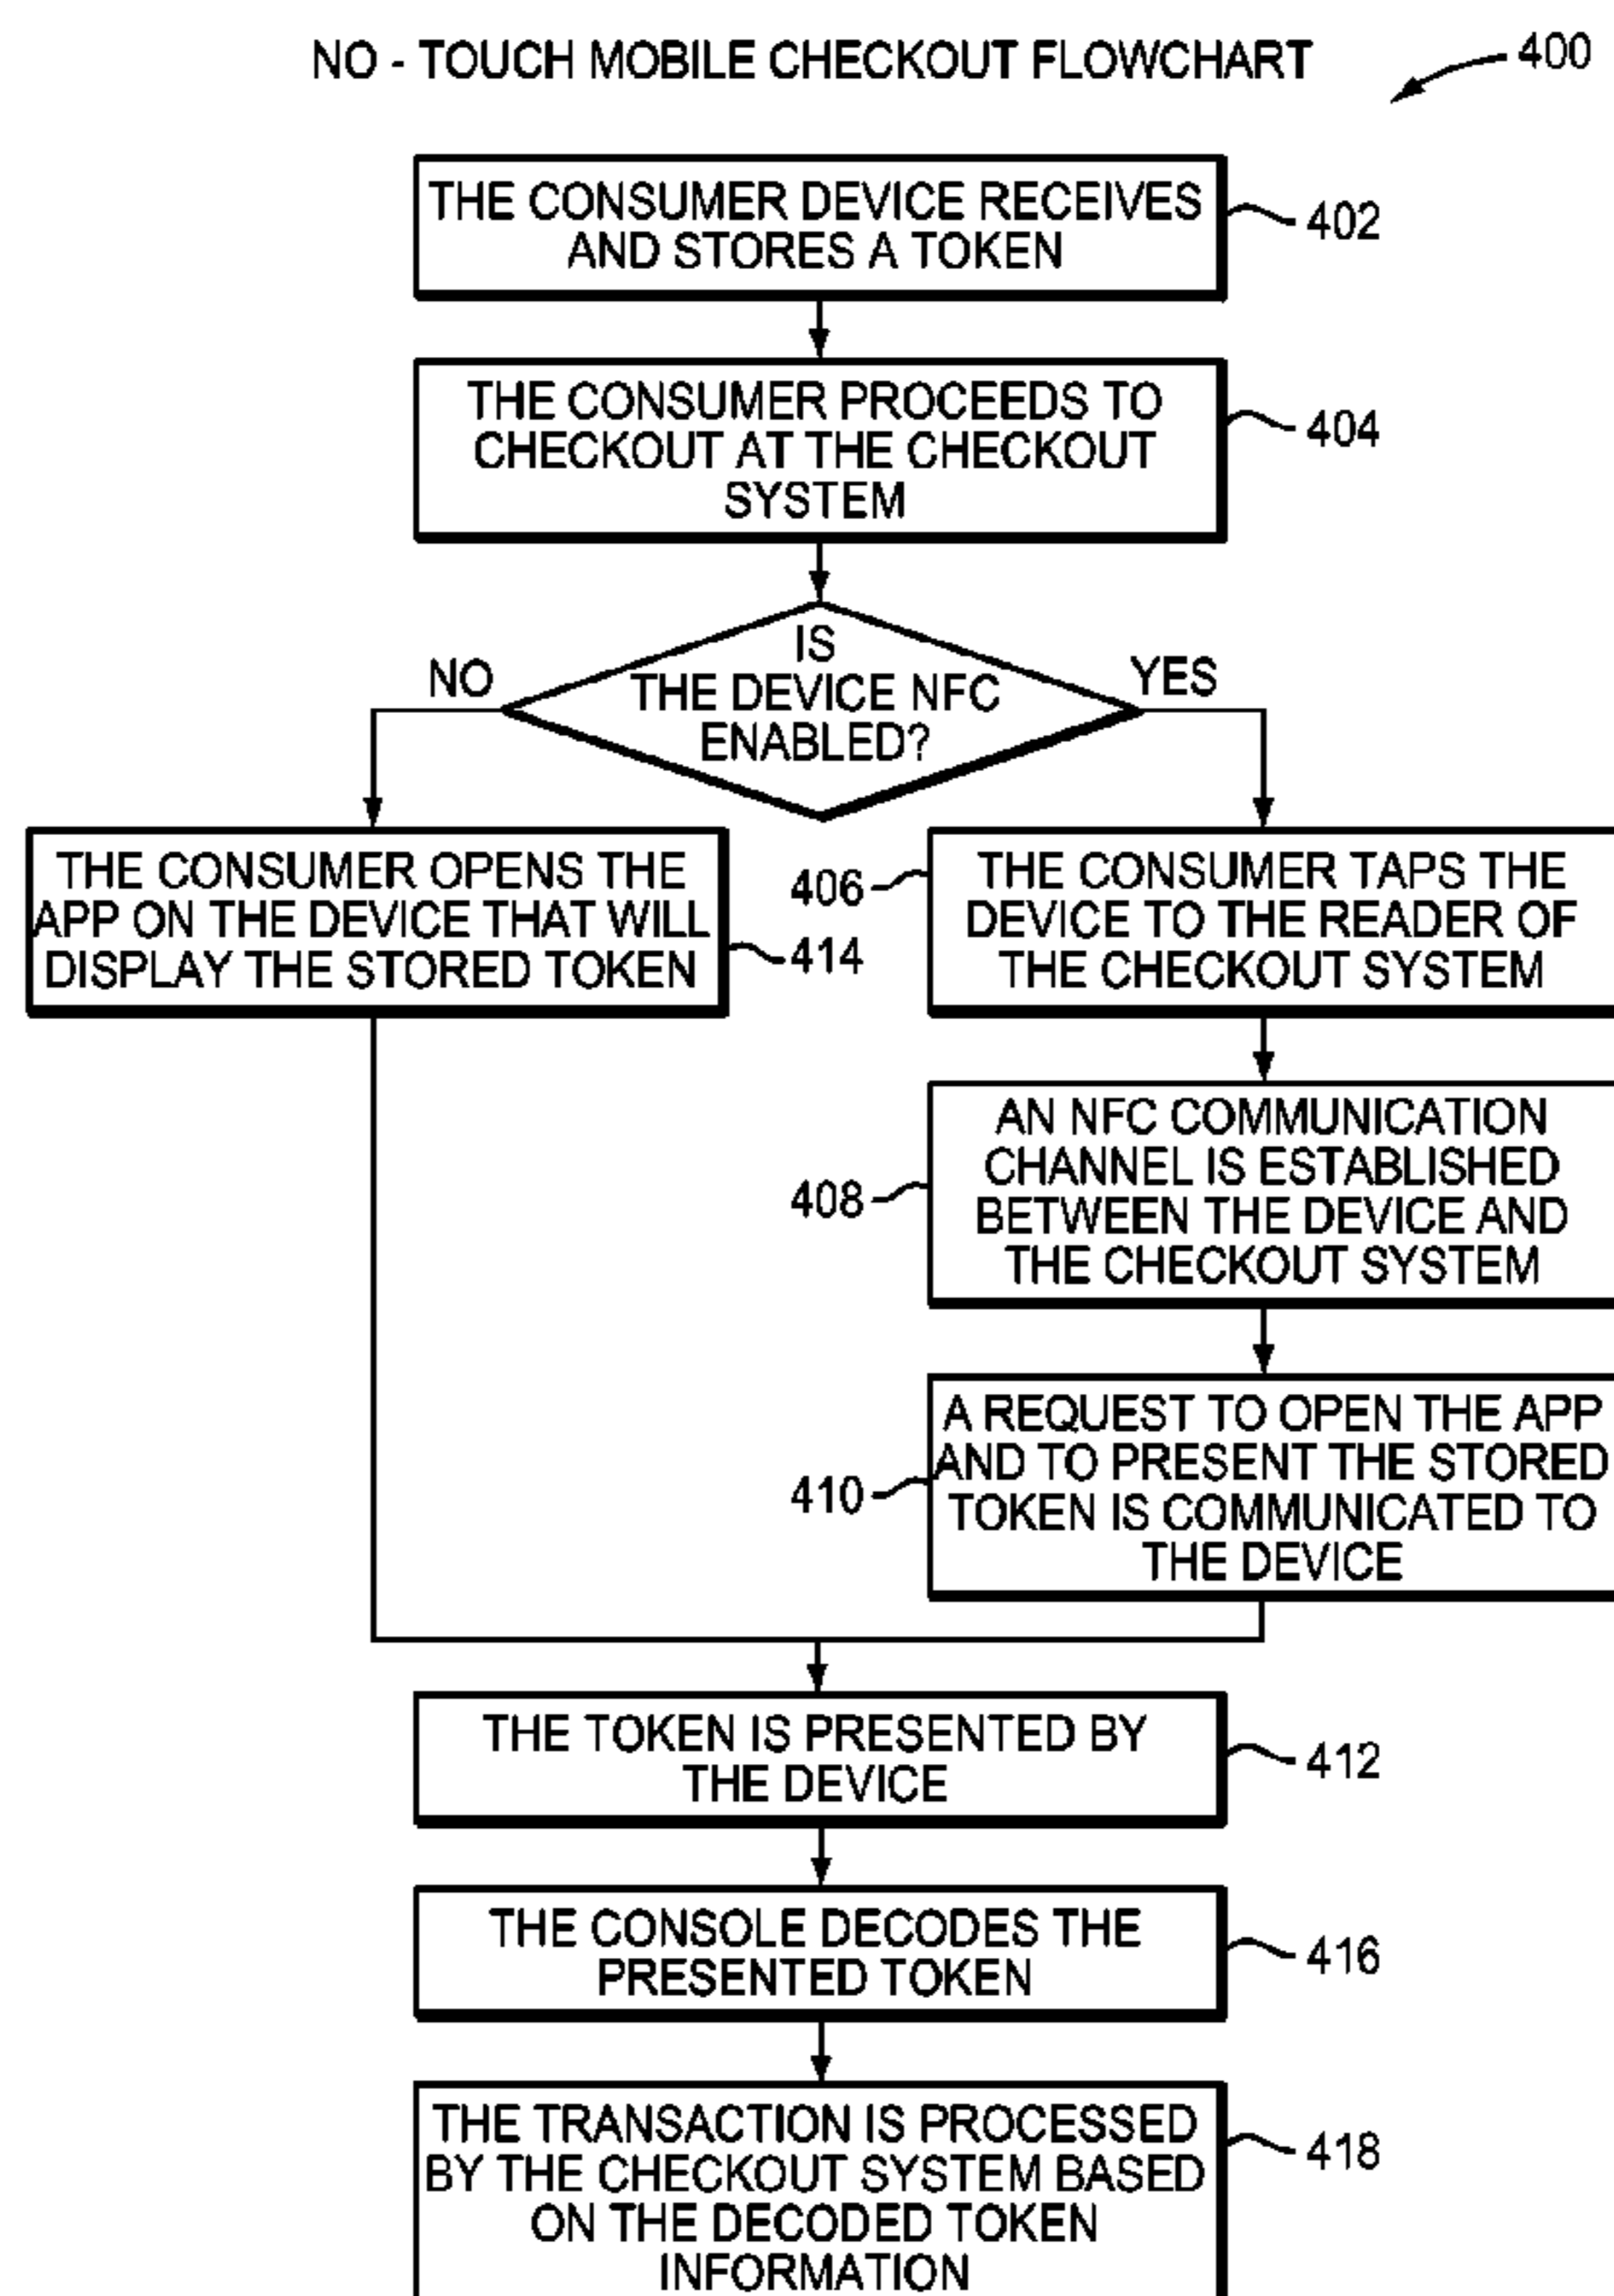 NO - TOUCH MOBILE CHECKOUT FLOWCHART
400
THE CONSUMER DEVICE RECEIVES
AND STORES A TOKEN
402
THE CONSUMER PROCEEDS TO
CHECKOUT AT THE CHECKOUT
SYSTEM
404
IS
THE DEVICE NFC
ENABLED?
NO
YES
THE CONSUMER OPENS THE
APP ON THE DEVICE THAT WILL
DISPLAY THE STORED TOKEN
414
406
THE CONSUMER TAPS THE
DEVICE TO THE READER OF
THE CHECKOUT SYSTEM
408
AN NFC COMMUNICATION
CHANNEL IS ESTABLISHED
BETWEEN THE DEVICE AND
THE CHECKOUT SYSTEM
410
A REQUEST TO OPEN THE APP
AND TO PRESENT THE STORED
TOKEN IS COMMUNICATED TO
THE DEVICE
THE TOKEN IS PRESENTED BY
THE DEVICE
412
THE CONSOLE DECODES THE
PRESENTED TOKEN
416
THE TRANSACTION IS PROCESSED
BY THE CHECKOUT SYSTEM BASED
ON THE DECODED TOKEN
INFORMATION
418